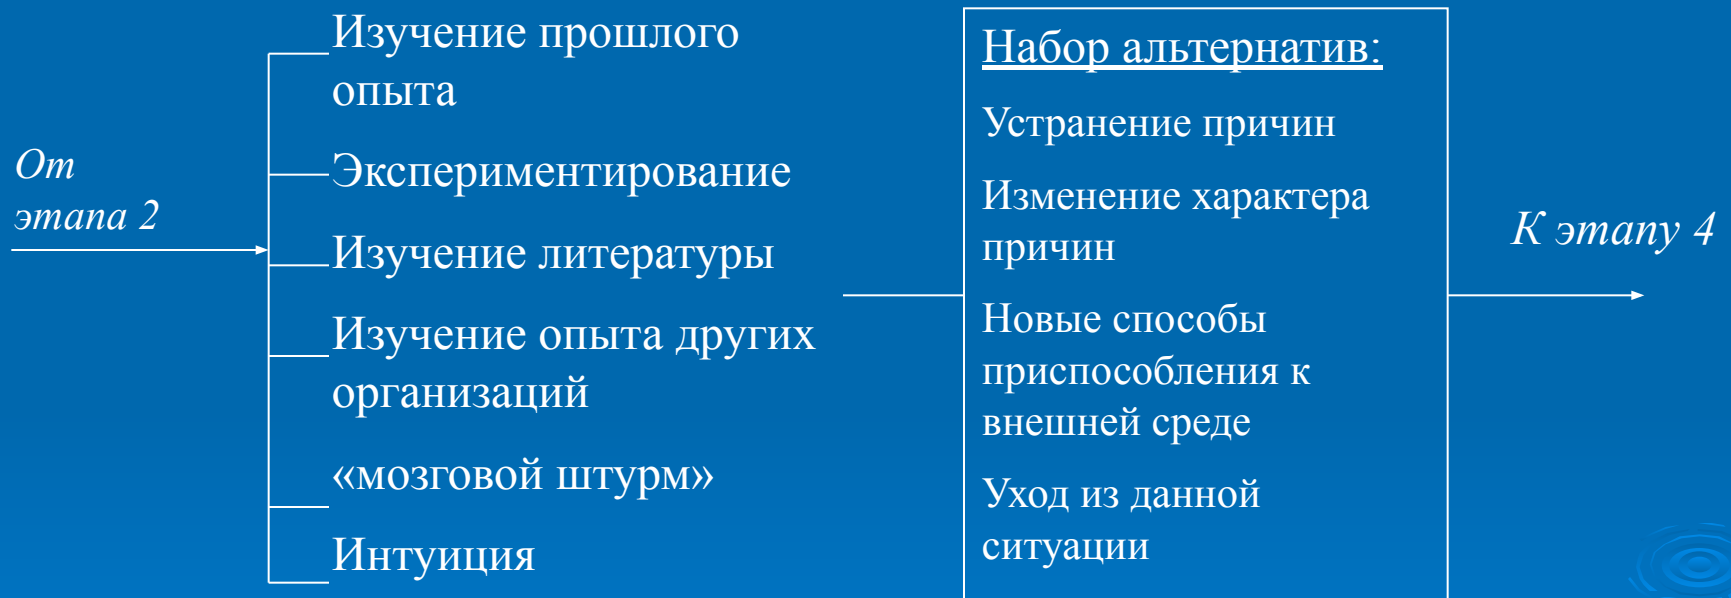 От
этапа 2
Изучение прошлого
опыта
Экспериментирование
Изучение литературы
Изучение опыта других
организаций
«мозговой штурм»
Интуиция
Набор альтернатив:
Устранение причин
Изменение характера
причин
Новые способы
приспособления к
внешней среде
Уход из данной
ситуации
К этапу 4